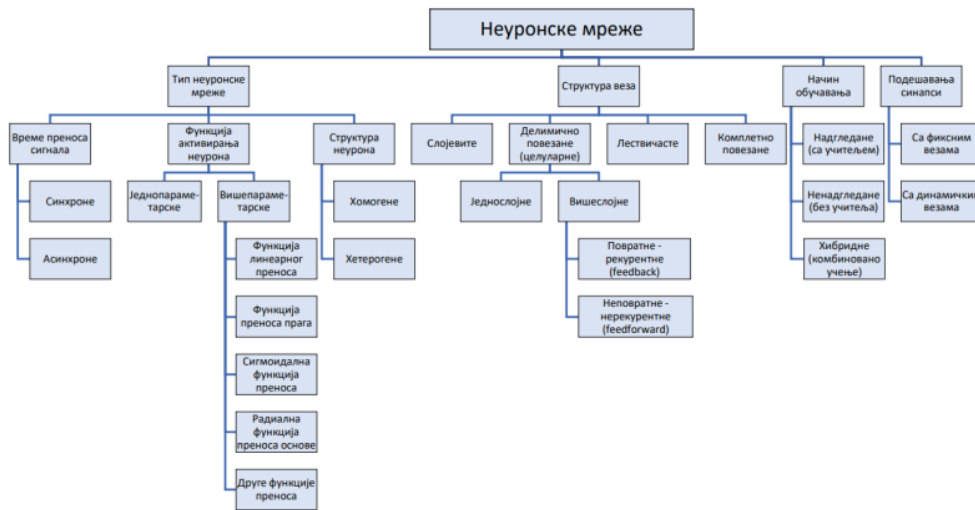 Неуронске мреже
Тип неуронске
мреже
Структура веза
Начин
обучавања
Подешавања
синапси
Време преноса
сигнала
Функција
активирања
неурона
Структура
неурона
Слојевите
Делимично
повезане
(целуларне)
Лествичасте
Комплетно
повезане
Надгледане
(са учитељем)
Са фиксним
везама
Синхроне
Једнопараме-
тарске
Вишепараме-
тарске
Хомогене
Једнослојне
Вишеслојне
Ненадгледане
(без учитеља)
Са динамичким
везама
Асинхроне
Функција
линеарног
преноса
Хетерогене
Повратне -
рекурентне
(feedback)
Хибридне
(комбиновано
учење)
Функција
преноса прага
Неповратне -
нерекурентне
(feedforward)
Сигмоидална
функција
преноса
Радиална
функција
преноса основе
Друге функције
преноса